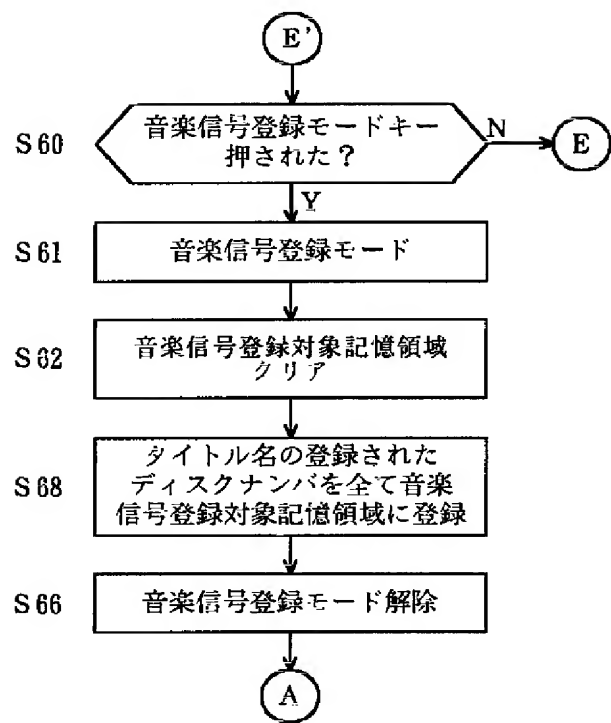 E'
S60
音楽信号登録モードキー
押された？
N
E
Y
S61
音楽信号登録モード
S62
音楽信号登録対象記憶領域
クリア
S68
タイトル名の登録された
ディスクナンバを全て音楽
信号登録対象記憶領域に登録
S66
音楽信号登録モード解除
A